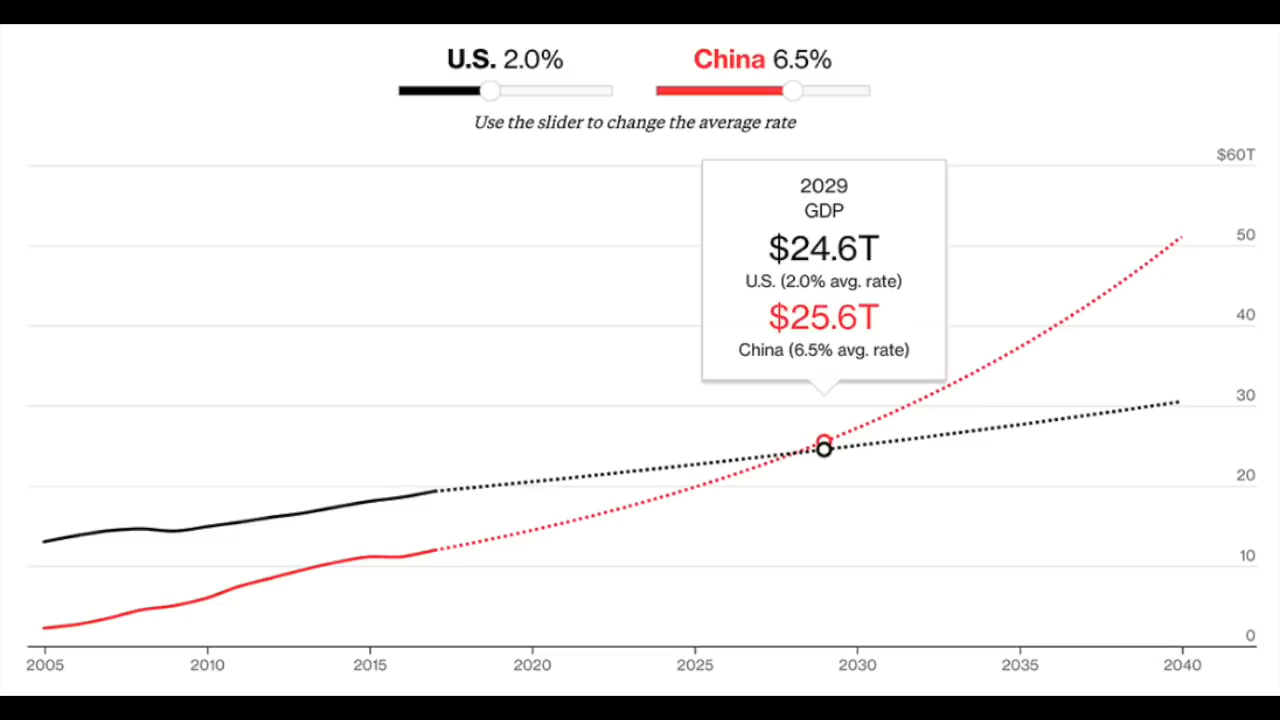 U.S. 2.0%
China 6.5%
Use the slider to change the average rate
$60T
50
40
30
20
10
0
2029
GDP
$24.6T
U.S. (2.0% avg. rate)
$25.6T
China (6.5% avg. rate)
2005 2010 2015 2020 2025 2030 2035 2040